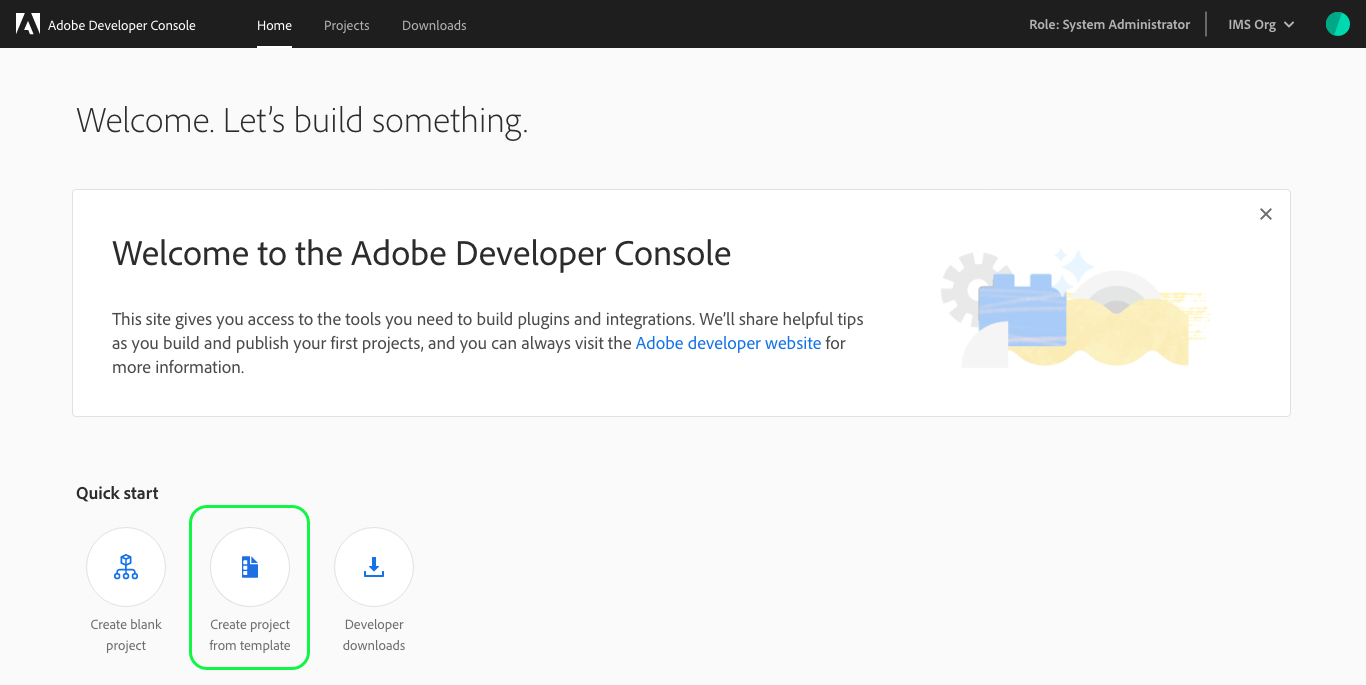 Adobe Developer Console Home Projects Downloads Role: System Administrator IMS Org
Welcome. Let’s build something.
Welcome to the Adobe Developer Console
This site gives you access to the tools you need to build plugins and integrations. We’ll share helpful tips
as you build and publish your first projects, and you can always visit the Adobe developer website for
more information.
Quick start
Create blank
project
Create project
from template
Developer
downloads